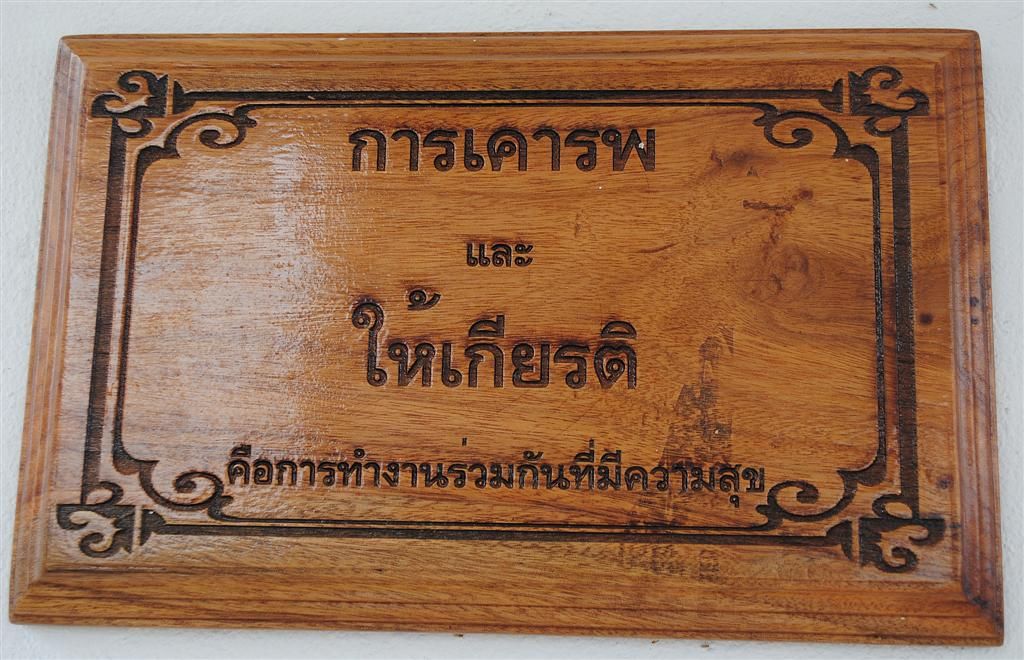 การเคารพ
และ
ให้เกียรติ
คือการทำงานร่วมกันที่มีความสุข